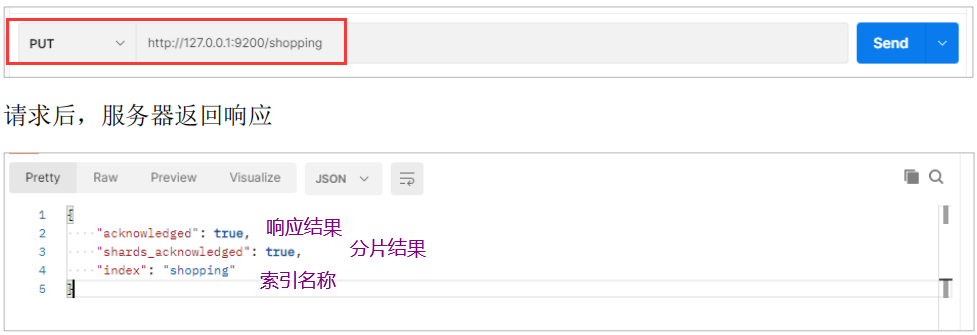 PUT http://127.0.0.1:9200/shopping Send
请求后，服务器返回响应
Pretty Raw Preview Visualize JSON
1 {
2 "acknowledged": true, 响应结果
3 "shards_acknowledged": true, 分片结果
4 "index": "shopping" 索引名称
5 }